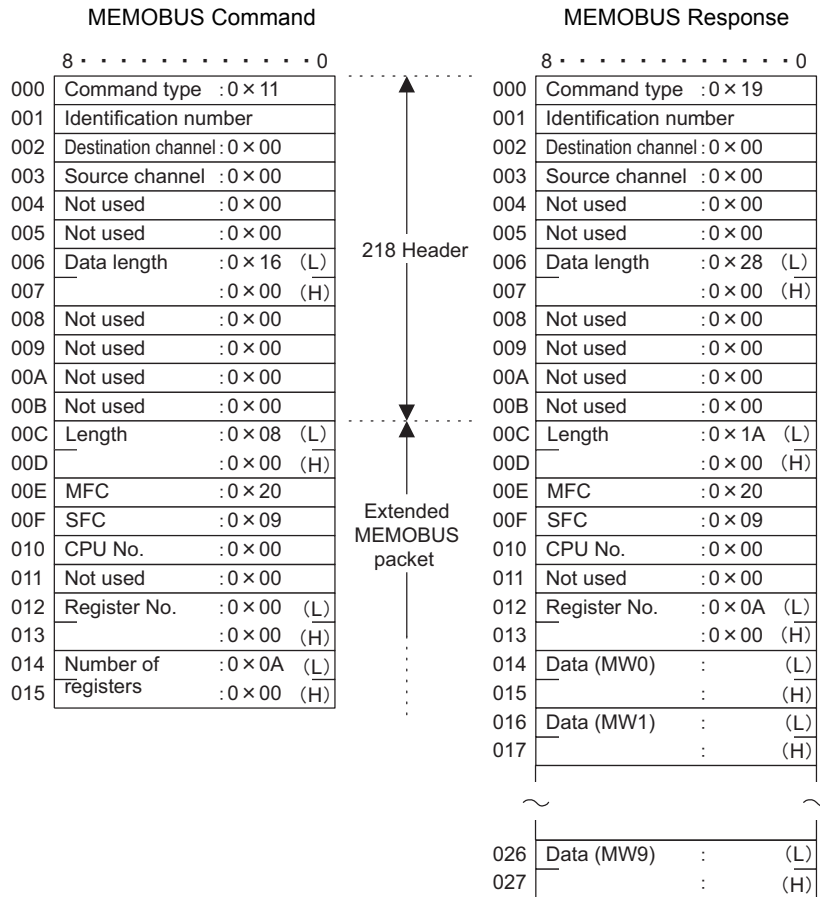 MEMOBUS Command
8・・・・・・・・・・・・・0
000 Command type :0×11
001 Identification number
002 Destination channel:0×00
003 Source channel :0×00
004 Not used :0×00
005 Not used :0×00
006 Data length :0×16 (L)
007 :0×00 (H)
008 Not used :0×00
009 Not used :0×00
00A Not used :0×00
00B Not used :0×00
00C Length :0×08 (L)
00D :0×00 (H)
00E MFC :0×20
00F SFC :0×09
010 CPU No. :0×00
011 Not used :0×00
012 Register No. :0×00 (L)
013 :0×00 (H)
014 Number of :0×0A (L)
015 registers :0×00 (H)
218 Header
Extended
MEMOBUS
packet
MEMOBUS Response
8・・・・・・・・・・・・・0
000 Command type :0×19
001 Identification number
002 Destination channel:0×00
003 Source channel :0×00
004 Not used :0×00
005 Not used :0×00
006 Data length :0×28 (L)
007 :0×00 (H)
008 Not used :0×00
009 Not used :0×00
00A Not used :0×00
00B Not used :0×00
00C Length :0×1A (L)
00D :0×00 (H)
00E MFC :0×20
00F SFC :0×09
010 CPU No. :0×00
011 Not used :0×00
012 Register No. :0×0A (L)
013 :0×00 (H)
014 Data (MW0) : (L)
015 : (H)
016 Data (MW1) : (L)
017 : (H)
026 Data (MW9) : (L)
027 : (H)